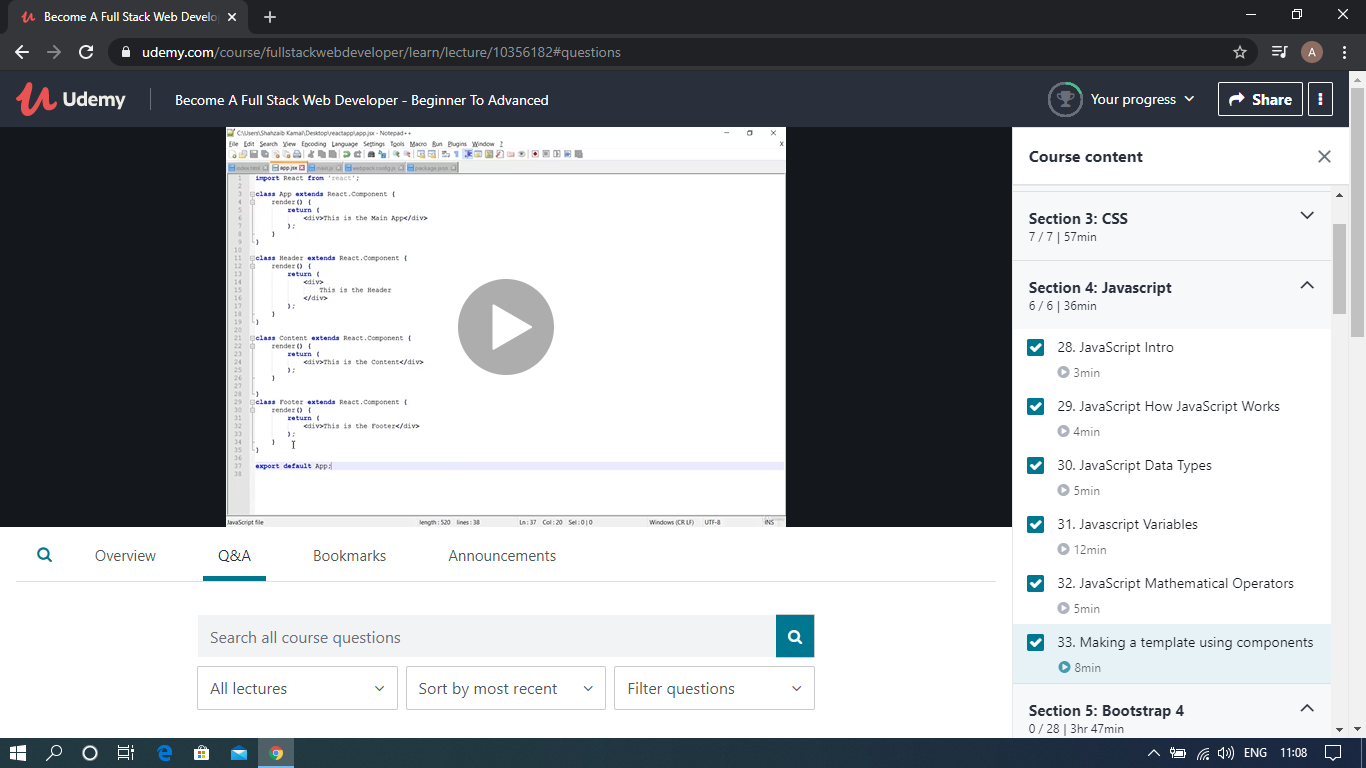 Become A Full Stack Web Develo
udemy.com/course/fullstackwebdeveloper/learn/lecture/10356182#questions
A
Udemy
Become A Full Stack Web Developer - Beginner To Advanced
Your progress
Share
C:\Users\Shahzaib Kamal\Desktop\reactapp\app.jsx - Notepad++
File Edit Search View Encoding Language Settings Tools Macro Run Plugins Window ?
X
index.html app.jsx main.js webpack.config.js package.json
1 import React from 'react';
2
3 class App extends React.Component {
4 render() {
5 return (
6 <div>This is the Main App</div>
7 );
8 }
9 }
10
11 class Header extends React.Component {
12 render() {
13 return (
14 <div>
15 This is the Header
16 </div>
17 );
18 }
19 }
20
21 class Content extends React.Component {
22 render() {
23 return (
24 <div>This is the Content</div>
25 );
26 }
27
28 }
29 class Footer extends React.Component {
30 render() {
31 return (
32 <div>This is the Footer</div>
33 );
34 }
35 }
36
37 export default App;
38
JavaScript file length : 520 lines : 38 Ln : 37 Col : 20 Sel : 0 | 0 Windows (CR LF) UTF-8 INS
Course content
Section 3: CSS
7 / 7 | 57min
Section 4: Javascript
6 / 6 | 36min
28. JavaScript Intro
3min
29. JavaScript How JavaScript Works
4min
30. JavaScript Data Types
5min
31. Javascript Variables
12min
32. JavaScript Mathematical Operators
5min
33. Making a template using components
8min
Section 5: Bootstrap 4
0 / 28 | 3hr 47min
Overview
Q&A
Bookmarks
Announcements
Search all course questions
All lectures
Sort by most recent
Filter questions
ENG
11:08